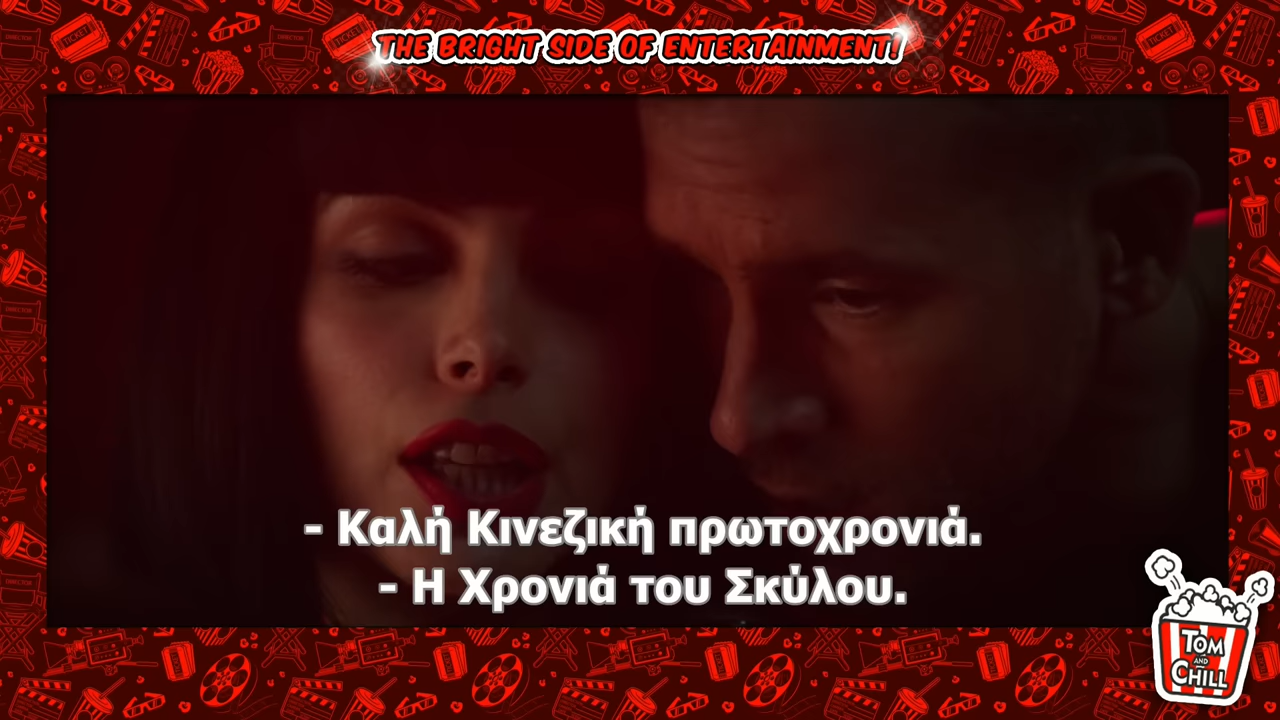 THE BRIGHT SIDE OF ENTERTAINMENT!
- Καλή Κινεζική πρωτοχρονιά.
- Η Χρονιά του Σκύλου.
TOM
AND
CHILL